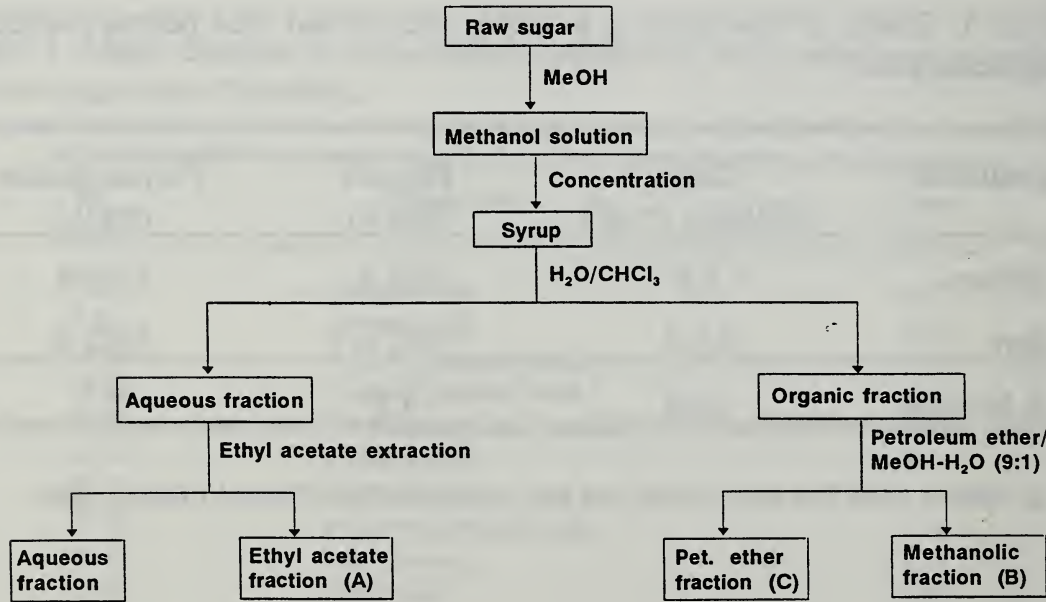 Raw sugar
MeOH
Methanol solution
Concentration
Syrup
H₂O/CHCl₃
Aqueous fraction
Organic fraction
Ethyl acetate extraction
Petroleum ether/
MeOH-H₂O (9:1)
Aqueous
fraction
Ethyl acetate
fraction (A)
Pet. ether
fraction (C)
Methanolic
fraction (B)